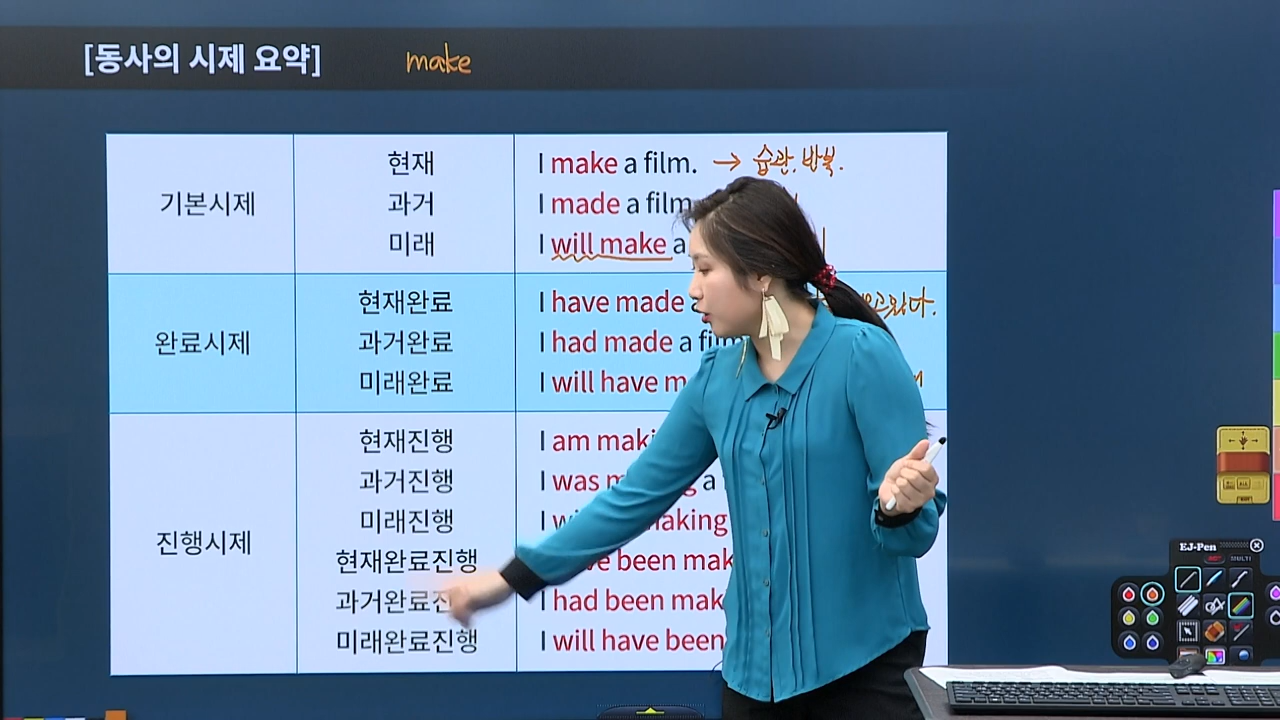 [동사의 시제 요약] make
기본시제
현재 I make a film. → 습관, 반복.
과거 I made a film
미래 I will make a
완료시제
현재완료 I have made 있다.
과거완료 I had made a film
미래완료 I will have m
진행시제
현재진행 I am maki
과거진행 I was a
미래진행 I making
현재완료진행 been mak
과거완료진 I had been mak
미래완료진행 I will have been
EJ-Pen
MULTI